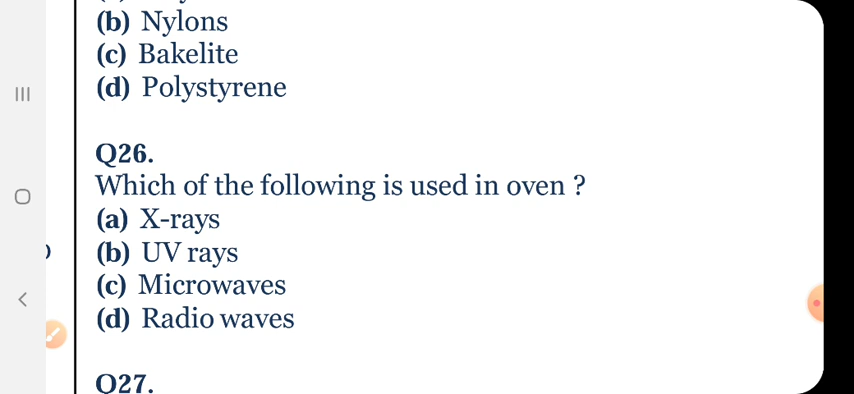 (b) Nylons
(c) Bakelite
(d) Polystyrene
Q26.
Which of the following is used in oven ?
(a) X-rays
(b) UV rays
(c) Microwaves
(d) Radio waves
Q27.